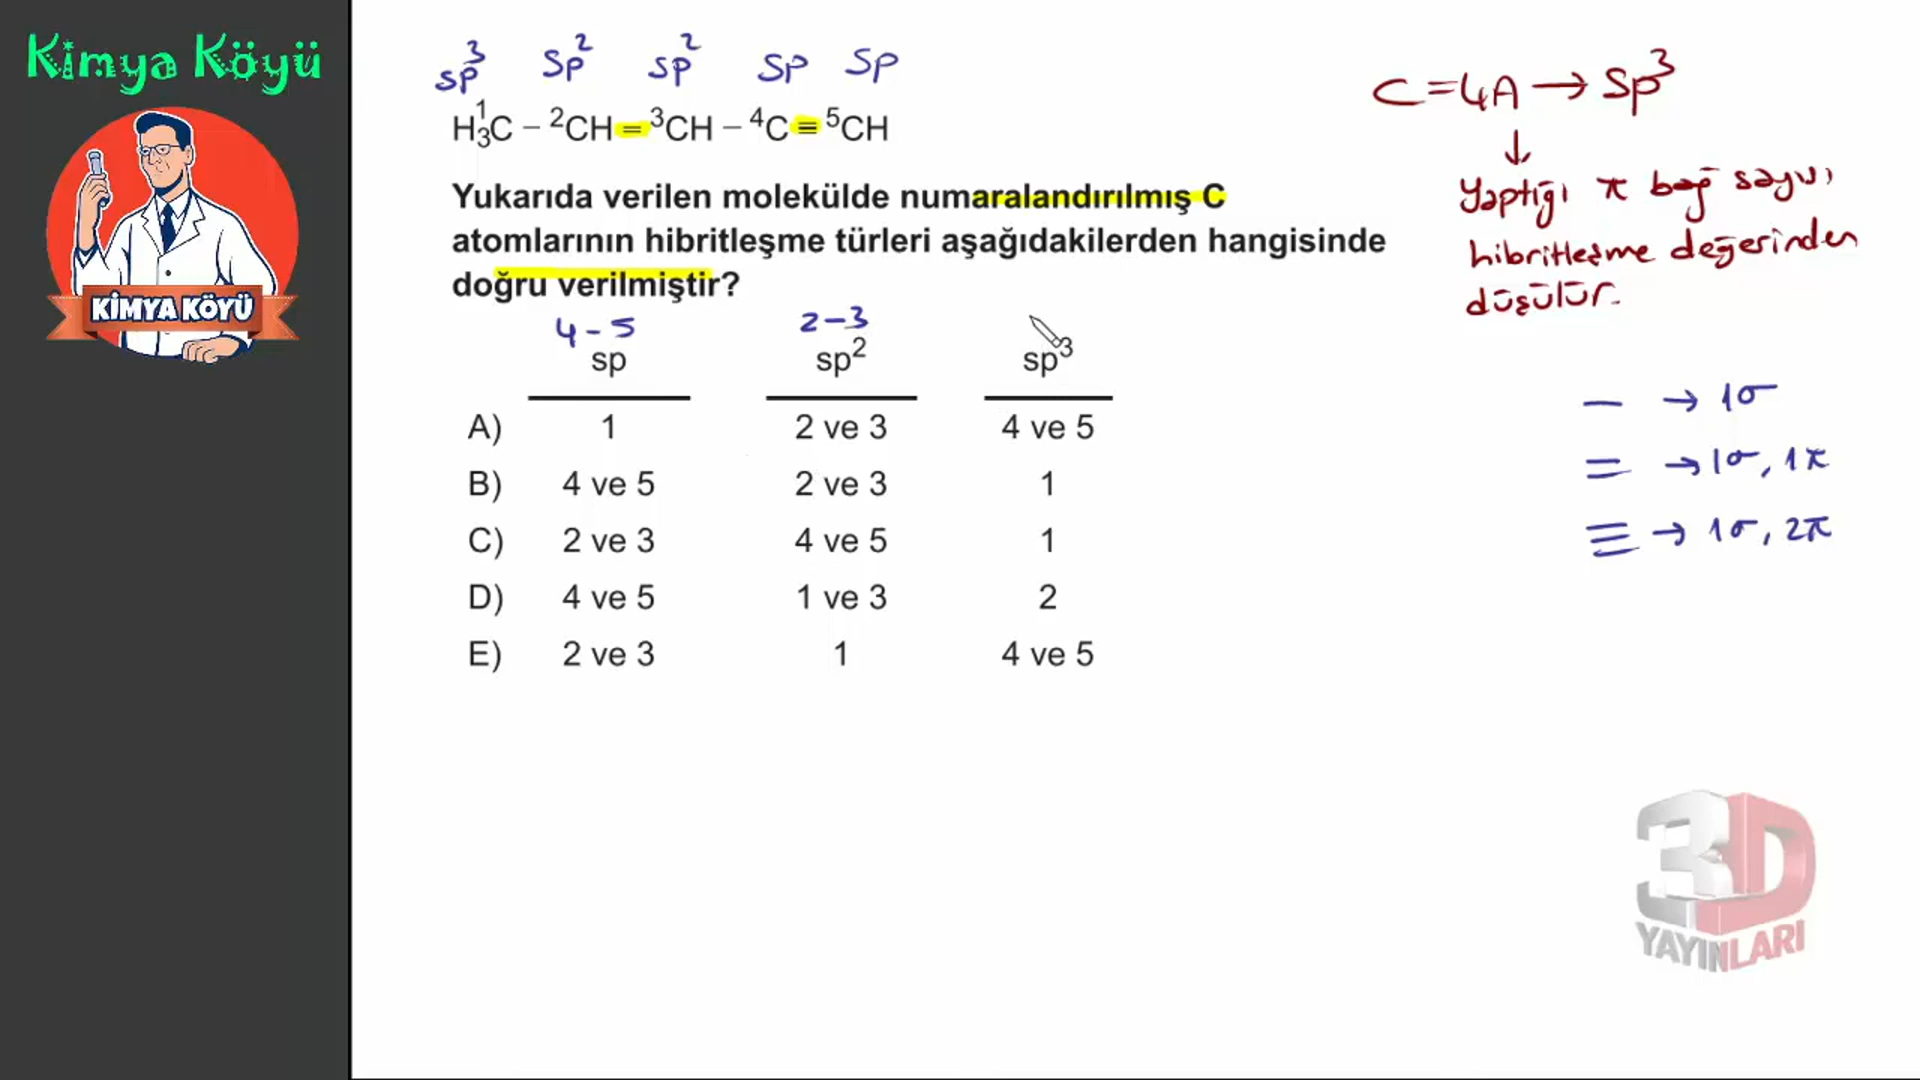 Kimya Köyü
KİMYA KÖYÜ
sp³ sp² sp² sp sp
H₃¹C – ²CH = ³CH – ⁴C ≡ ⁵CH
Yukarıda verilen molekülde numaralandırılmış C
atomlarının hibritleşme türleri aşağıdakilerden hangisinde
doğru verilmiştir?
4-5 2-3
sp sp² sp³
A) 1 2 ve 3 4 ve 5
B) 4 ve 5 2 ve 3 1
C) 2 ve 3 4 ve 5 1
D) 4 ve 5 1 ve 3 2
E) 2 ve 3 1 4 ve 5
C=4A → sp³
↓
Yaptığı π bağ sayısı
hibritleşme değerinden
düşülür.
— → 1σ
= → 1σ, 1π
≡ → 1σ, 2π
3D
YAYINLARI